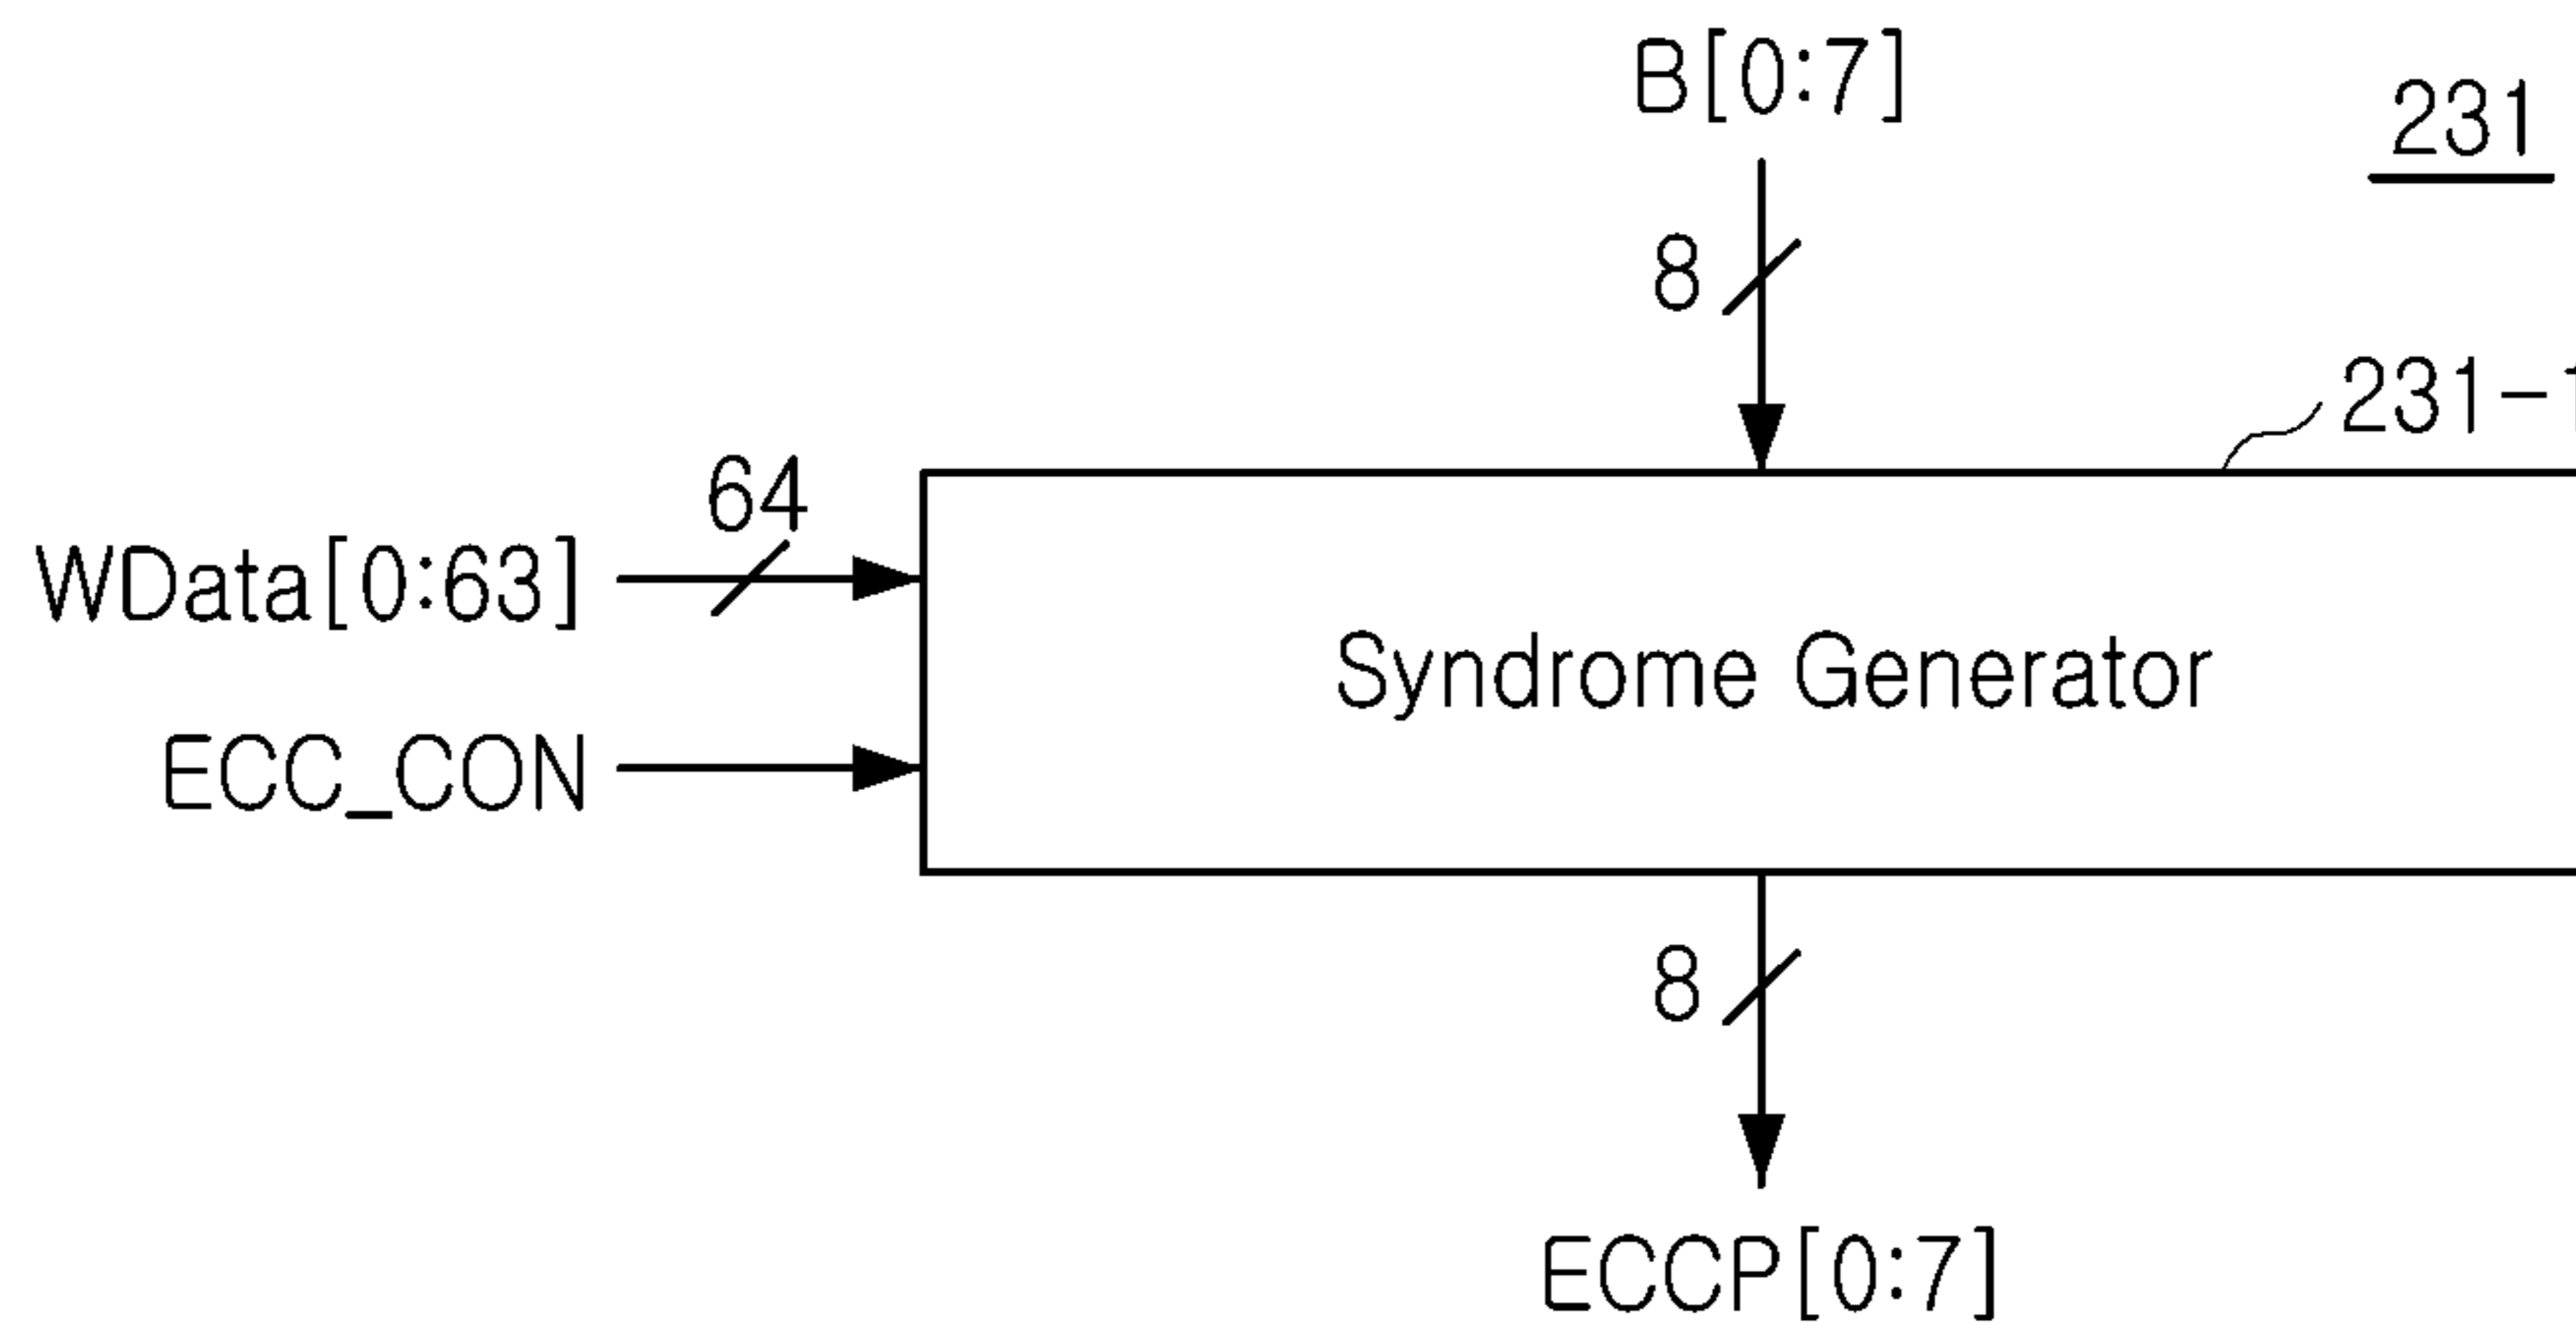 B[0:7]
231
8
231-1
64
WData[0:63]
Syndrome Generator
ECC_CON
8
ECCP[0:7]